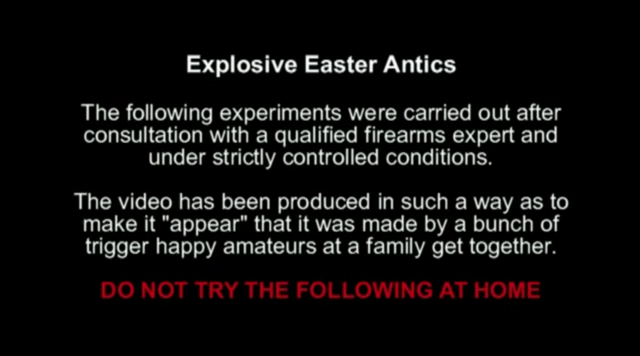 Explosive Easter Antics
The following experiments were carried out after
consultation with a qualified firearms expert and
under strictly controlled conditions.
The video has been produced in such a way as to
make it "appear" that it was made by a bunch of
trigger happy amateurs at a family get together.
DO NOT TRY THE FOLLOWING AT HOME